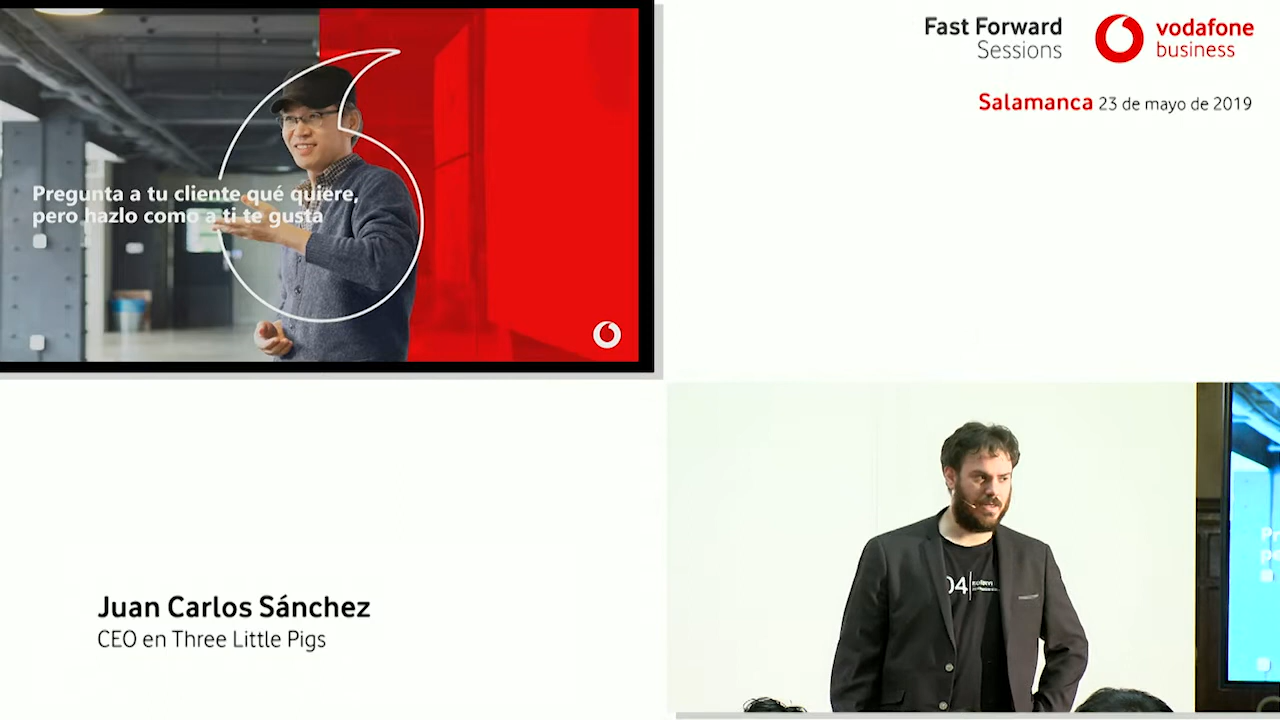 Pregunta a tu cliente qué quiere,
pero hazlo como a ti te gusta
Fast Forward
Sessions
vodafone
business
Salamanca 23 de mayo de 2019
Juan Carlos Sánchez
CEO en Three Little Pigs
04